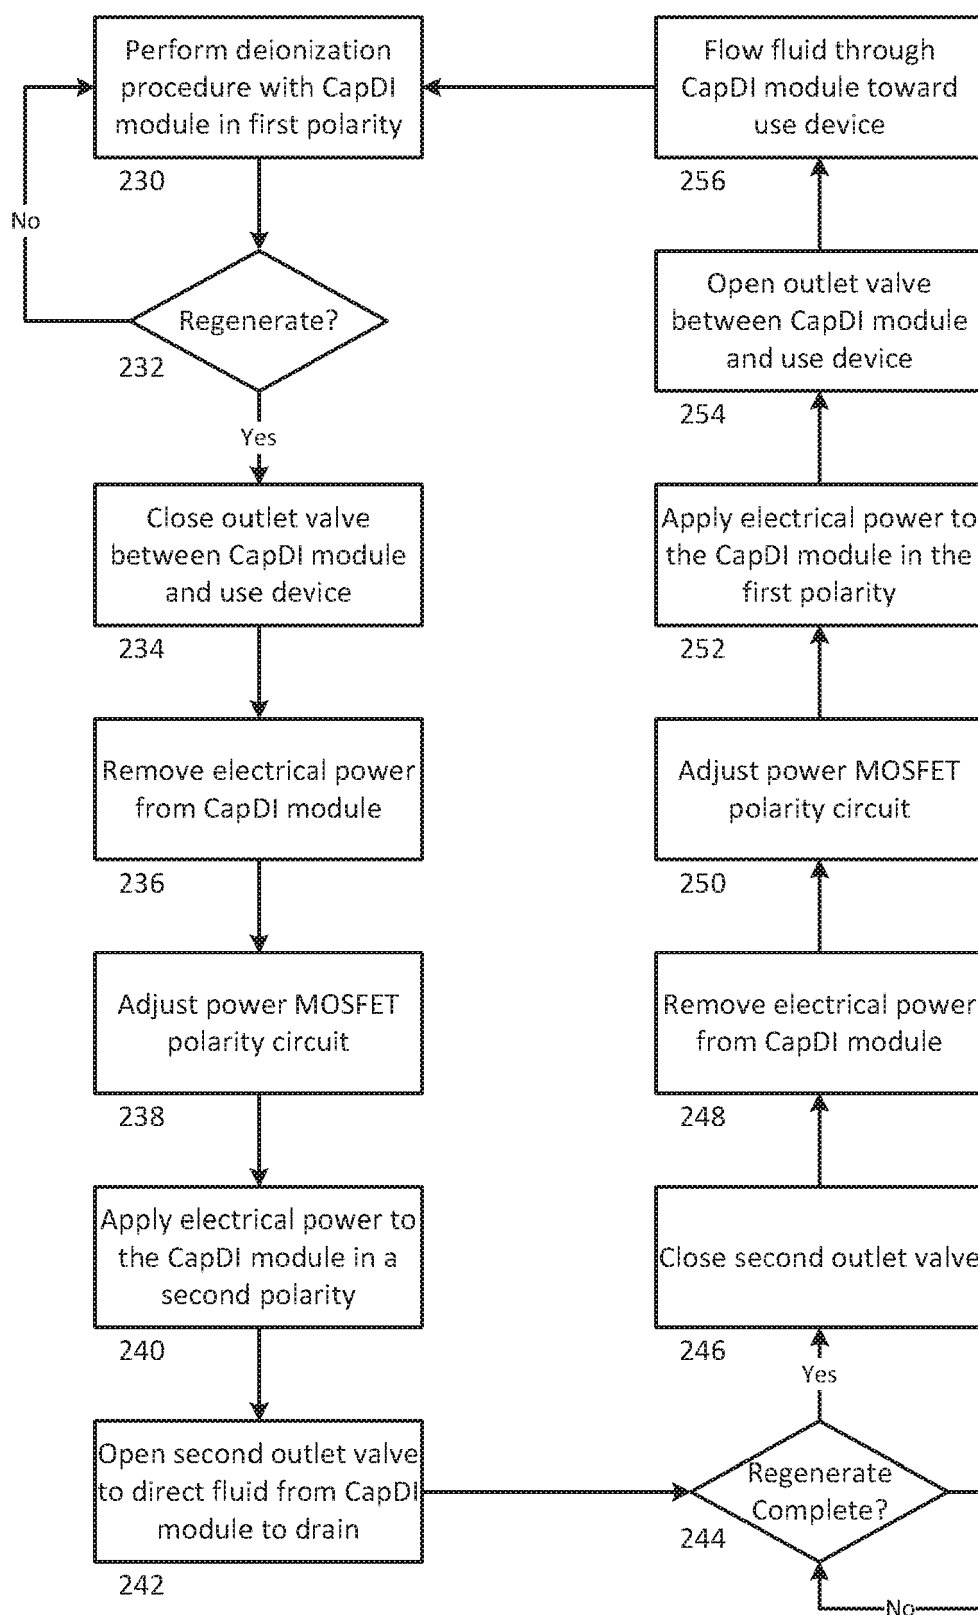 Perform deionization
procedure with CapDI
module in first polarity
230
No
Regenerate?
232
Yes
Close outlet valve
between CapDI module
and use device
234
Remove electrical power
from CapDI module
236
Adjust power MOSFET
polarity circuit
238
Apply electrical power to
the CapDI module in a
second polarity
240
Open second outlet valve
to direct fluid from CapDI
module to drain
242
Regenerate
Complete?
244
No
Yes
Close second outlet valve
246
Remove electrical power
from CapDI module
248
Adjust power MOSFET
polarity circuit
250
Apply electrical power to
the CapDI module in the
first polarity
252
Open outlet valve
between CapDI module
and use device
254
Flow fluid through
CapDI module toward
use device
256